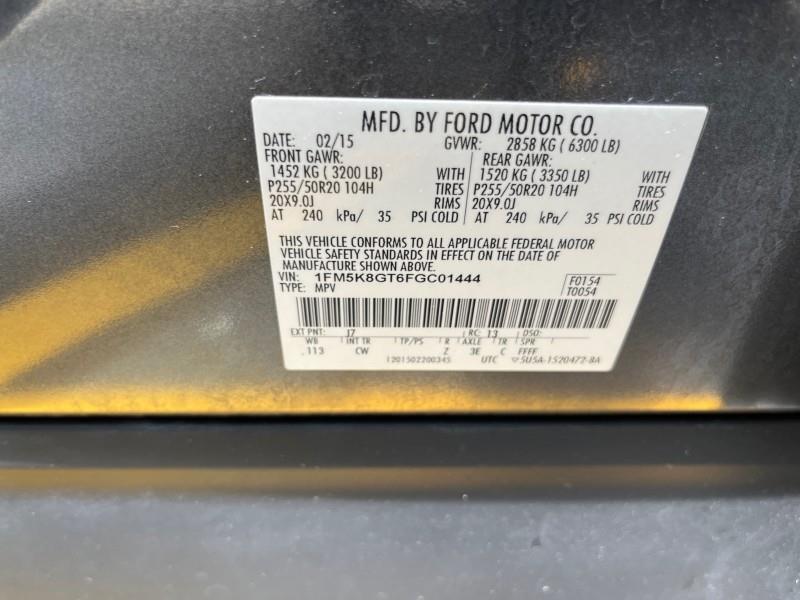 MFD. BY FORD MOTOR CO.
DATE: 02/15 GVWR: 2858 KG ( 6300 LB)
FRONT GAWR: REAR GAWR:
1452 KG ( 3200 LB) WITH 1520 KG ( 3350 LB) WITH
P255/50R20 104H TIRES P255/50R20 104H TIRES
20X9.0J RIMS 20X9.0J RIMS
AT 240 kPa/ 35 PSI COLD AT 240 kPa/ 35 PSI COLD
THIS VEHICLE CONFORMS TO ALL APPLICABLE FEDERAL MOTOR
VEHICLE SAFETY STANDARDS IN EFFECT ON THE DATE OF
MANUFACTURE SHOWN ABOVE.
VIN: 1FM5K8GT6FGC01444 F0154
TYPE: MPV T0054
EXT PNT: J7 RC: 13 DSO:
WB INT TR TP/PS R AXLE TR SPR
.113 CW Z 3E C FFFF
1201502200345 UTC 5U5A-1520472-BA